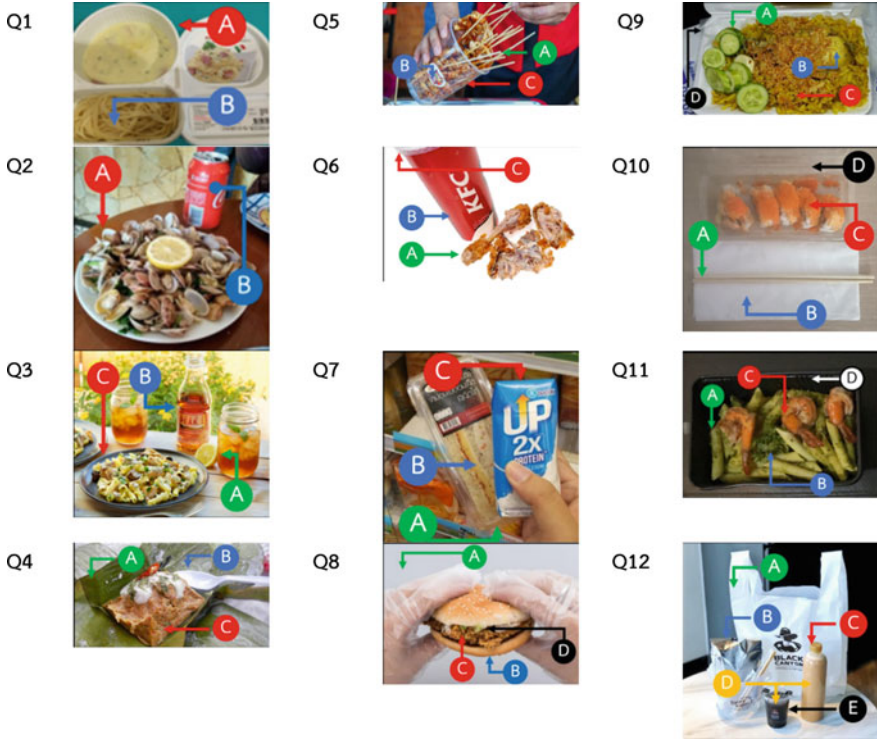 Q1
A
B
Q2
A
B
Q3
C
B
A
Q4
A
B
C
Q5
A
B
C
Q6
C
B
A
KFC
Q7
C
B
A
UP
2X
PROTEIN
Q8
A
D
C
B
Q9
A
B
C
D
Q10
D
A
C
B
Q11
C
D
A
B
Q12
A
B
C
D
E
BLACK
CANYON